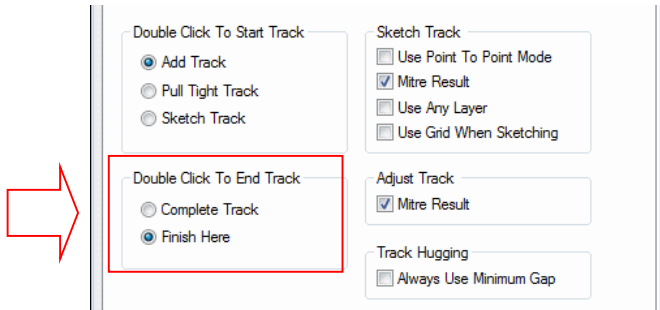 Double Click To Start Track
Add Track
Pull Tight Track
Sketch Track
Double Click To End Track
Complete Track
Finish Here
Sketch Track
Use Point To Point Mode
Mitre Result
Use Any Layer
Use Grid When Sketching
Adjust Track
Mitre Result
Track Hugging
Always Use Minimum Gap